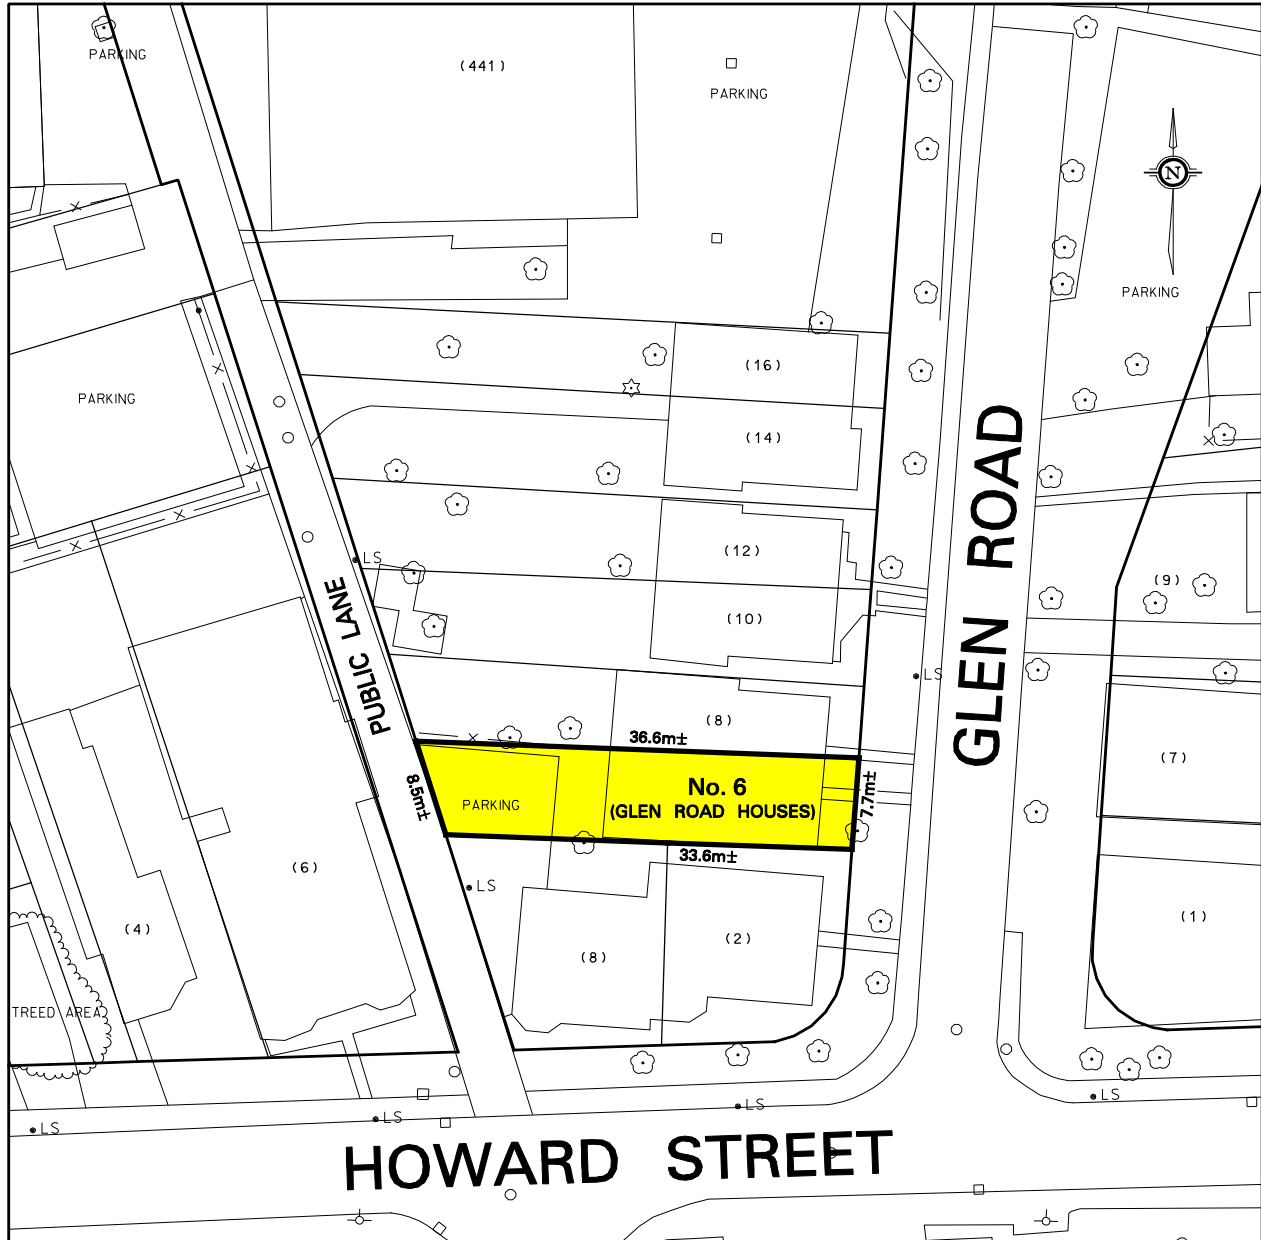 PARKING
(441)
PARKING
N
PARKING
PARKING
(16)
(14)
GLEN ROAD
(12)
LS
(9)
PUBLIC LANE
(10)
LS
(8)
36.6m±
(7)
8.5m±
PARKING
No. 6
(GLEN ROAD HOUSES)
7.7m±
33.6m±
(6)
LS
(4)
(8)
(2)
(1)
TREED AREA
LS
LS
LS
LS
HOWARD STREET